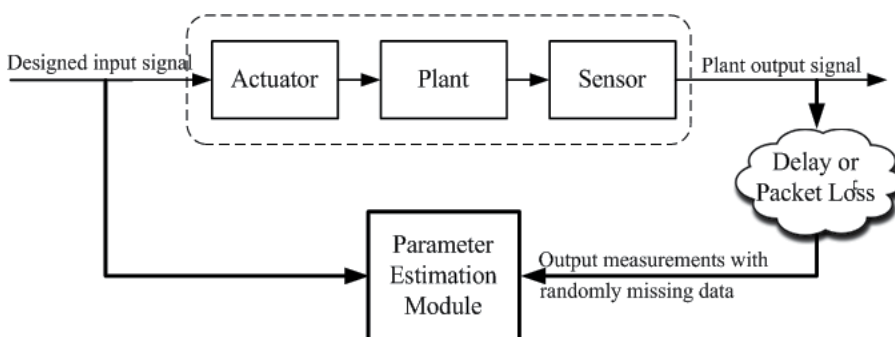 Designed input signal
Actuator
Plant
Sensor
Plant output signal
Delay or
Packet Loss
Parameter
Estimation
Module
Output measurements with
randomly missing data